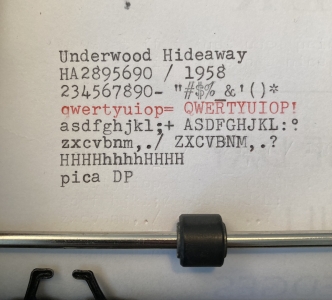 Underwood Hideaway
HA2895690 / 1958
234567890- "#$%_&'()*
qwertyuiop= QWERTYUIOP!
asdfghjkl;+ ASDFGHJKL:°
zxcvbnm,./ ZXCVBNM,.?
HHHHhhhhHHHH
pica DP